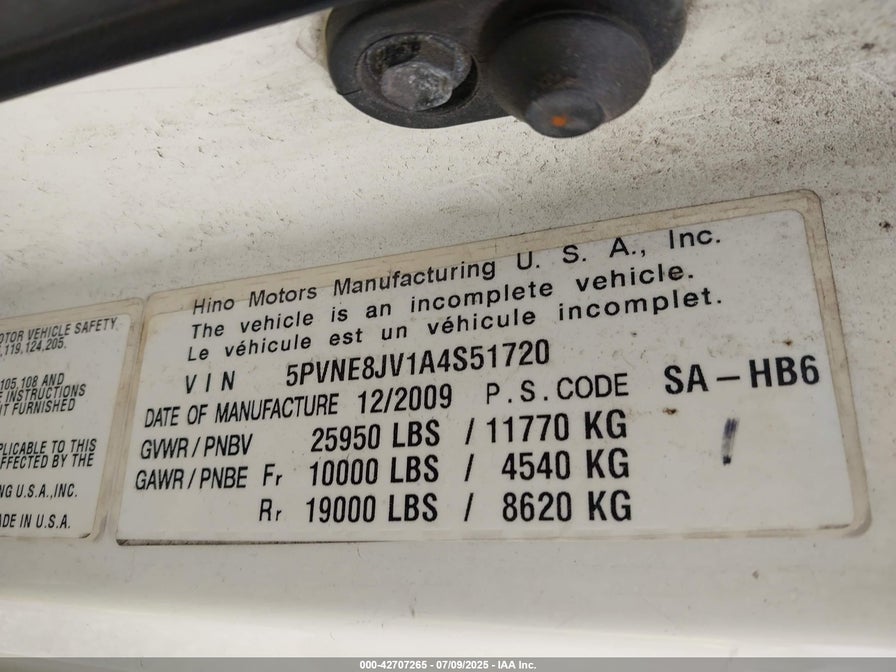 OTOR VEHICLE SAFETY
,119,124,205.
105,108 AND
E INSTRUCTIONS
IT FURNISHED
PLICABLE TO THIS
FFECTED BY THE
NG U.S.A.,INC.
ADE IN U.S.A.
Hino Motors Manufacturing U. S. A., Inc.
The vehicle is an incomplete vehicle.
Le véhicule est un véhicule incomplet.
VIN 5PVNE8JV1A4S51720
DATE OF MANUFACTURE 12/2009 P.S.CODE SA-HB6
GVWR/PNBV 25950 LBS / 11770 KG
GAWR/PNBE Fr 10000 LBS / 4540 KG
Rr 19000 LBS / 8620 KG
000-42707265 - 07/09/2025 - IAA Inc.